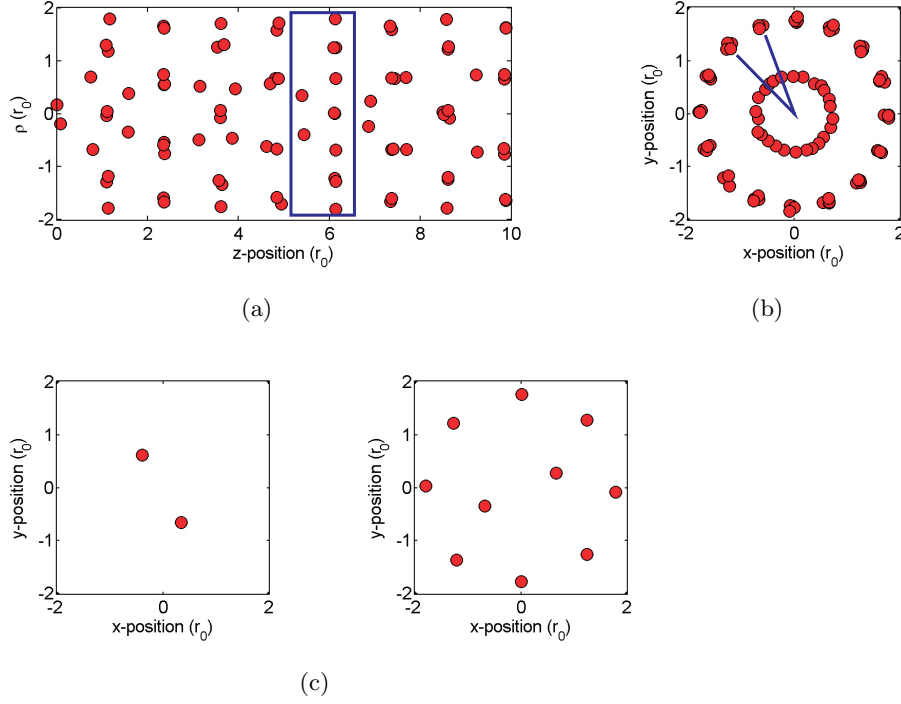 2
1
0
-1
-2
ρ (r0)
0 2 4 6 8 10
z-position (r0)
(a)
2
1
0
-1
-2
y-position (r0)
-2 0 2
x-position (r0)
(b)
2
1
0
-1
-2
y-position (r0)
-2 0 2
x-position (r0)
2
1
0
-1
-2
y-position (r0)
-2 0 2
x-position (r0)
(c)